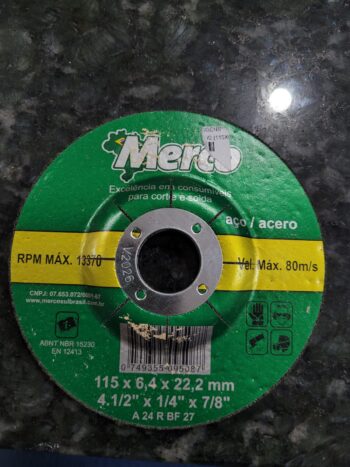 Merco
Excelência em consumíveis
para corte e solda
aço / acero
RPM MÁX. 13370
Vel. Máx. 80m/s
V2026
www.merconsulbrasil.com.br
ABNT NBR 15230
EN 12413
115 x 6,4 x 22,2 mm
4.1/2" x 1/4" x 7/8"
A 24 R BF 27